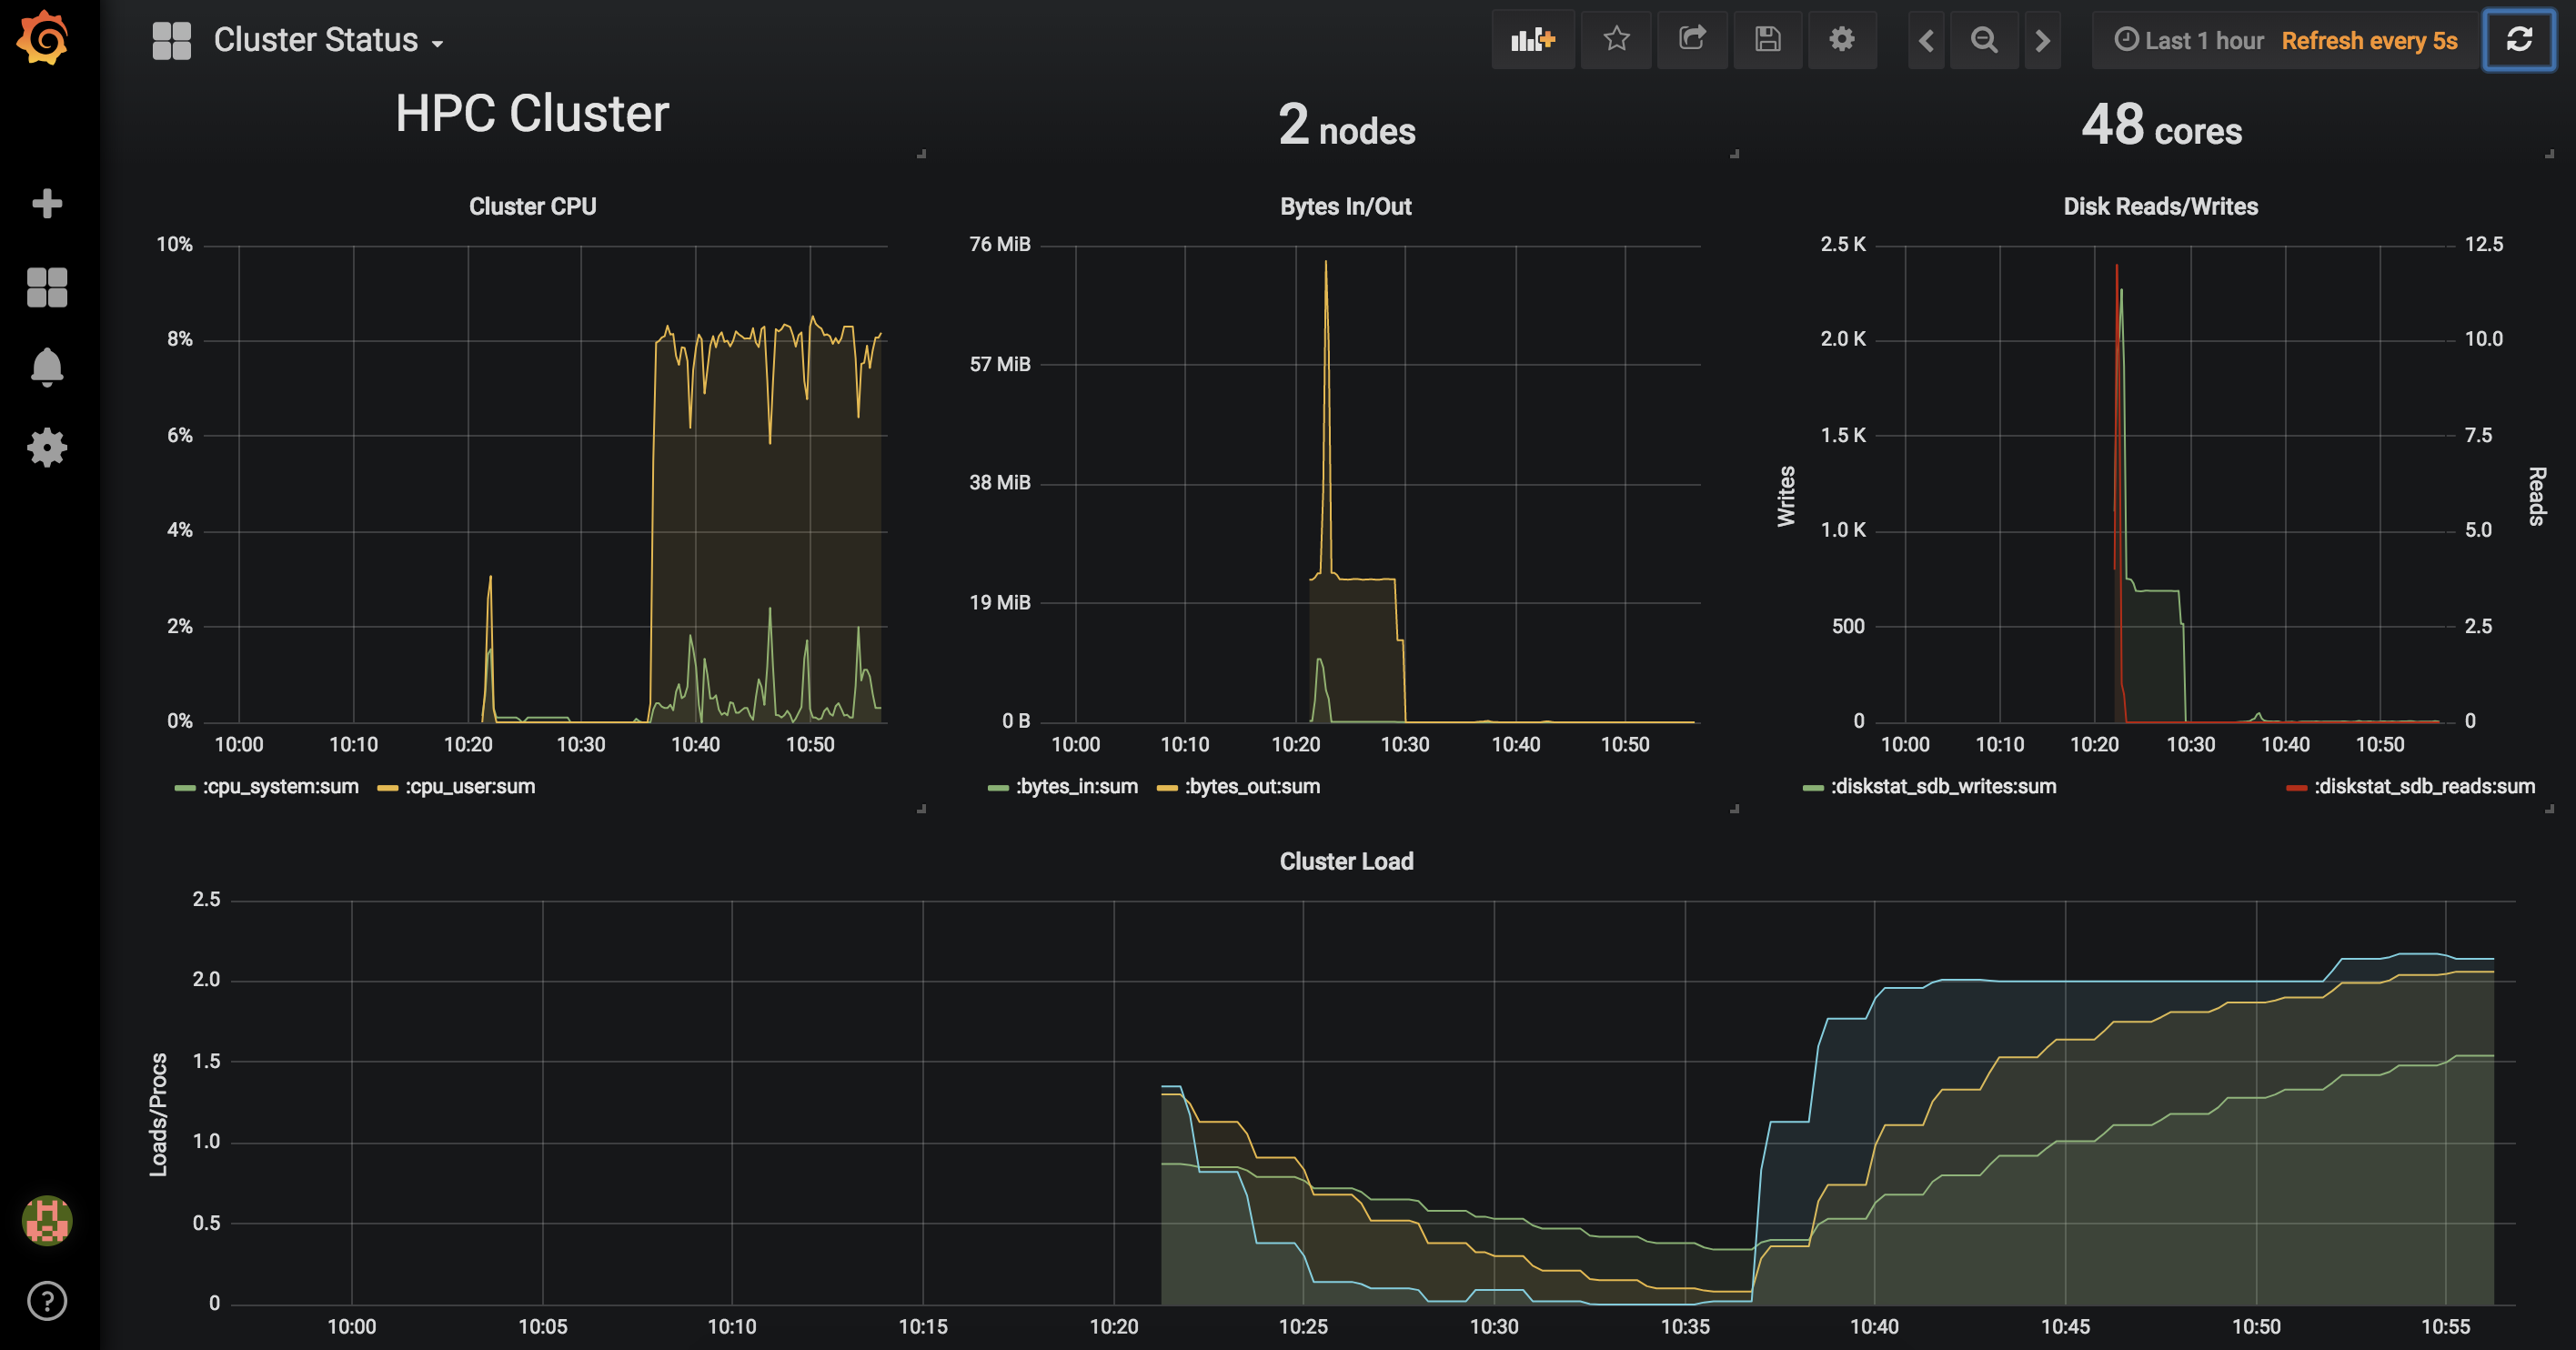 Cluster Status
Last 1 hour Refresh every 5s
HPC Cluster
2 nodes
48 cores
Cluster CPU
10%
8%
6%
4%
2%
0%
10:00 10:10 10:20 10:30 10:40 10:50
:cpu_system:sum :cpu_user:sum
Bytes In/Out
76 MiB
57 MiB
38 MiB
19 MiB
0 B
10:00 10:10 10:20 10:30 10:40 10:50
:bytes_in:sum :bytes_out:sum
Disk Reads/Writes
Writes
2.5 K
2.0 K
1.5 K
1.0 K
500
0
12.5
10.0
7.5
5.0
2.5
0
Reads
10:00 10:10 10:20 10:30 10:40 10:50
:diskstat_sdb_writes:sum :diskstat_sdb_reads:sum
Cluster Load
Loads/Procs
2.5
2.0
1.5
1.0
0.5
0
10:00 10:05 10:10 10:15 10:20 10:25 10:30 10:35 10:40 10:45 10:50 10:55